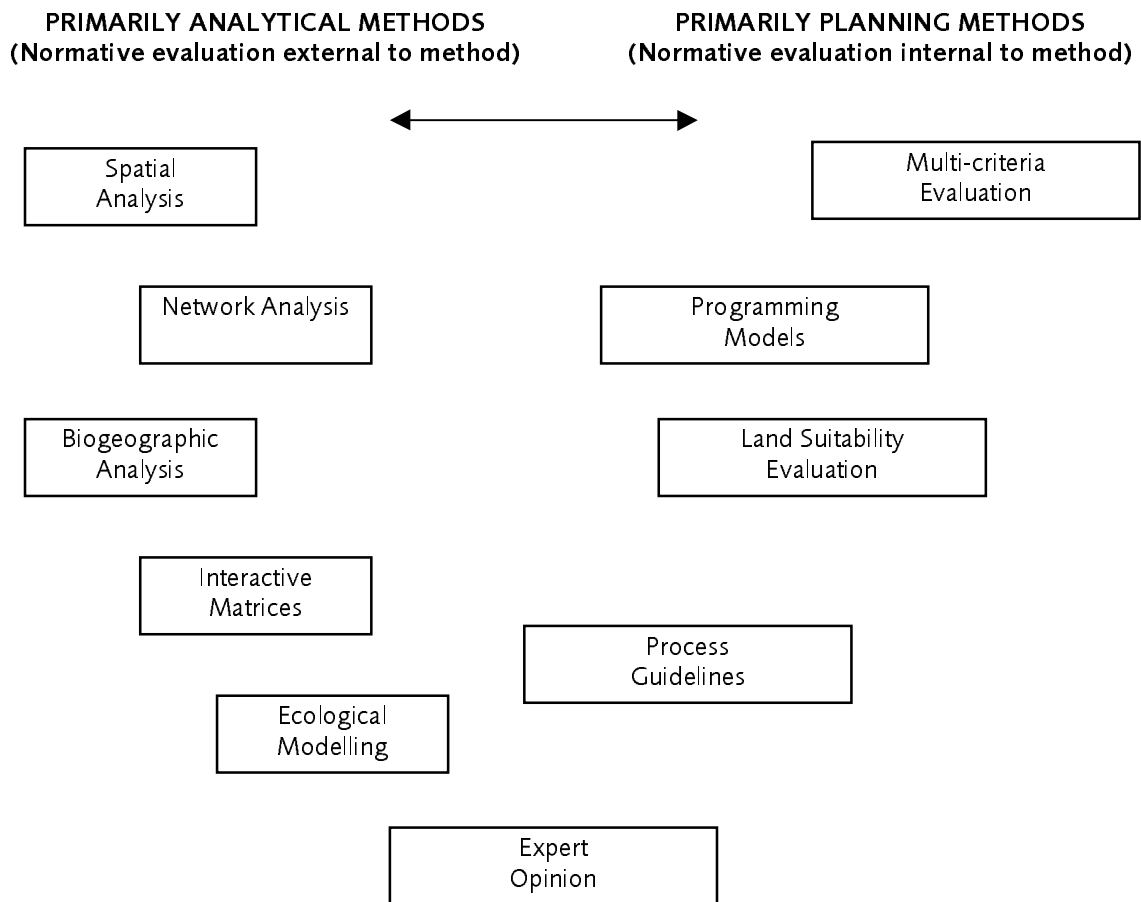 PRIMARILY ANALYTICAL METHODS
(Normative evaluation external to method)
PRIMARILY PLANNING METHODS
(Normative evaluation internal to method)
Spatial
Analysis
Multi-criteria
Evaluation
Network Analysis
Programming
Models
Biogeographic
Analysis
Land Suitability
Evaluation
Interactive
Matrices
Process
Guidelines
Ecological
Modelling
Expert
Opinion